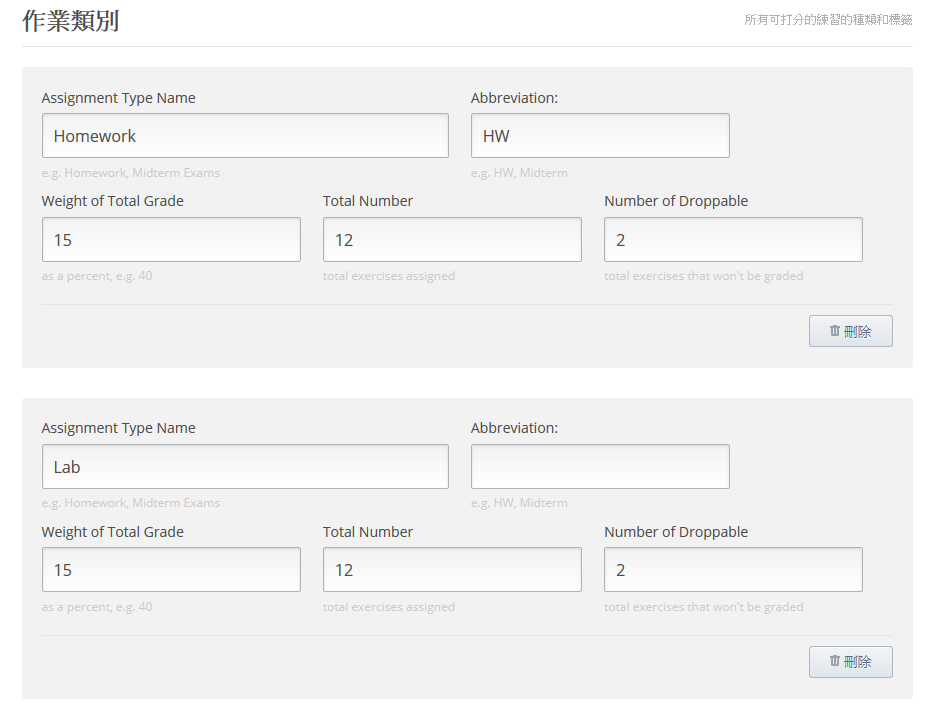 作業類別
所有可打分的練習的種類和標籤
Assignment Type Name Abbreviation:
Homework HW
e.g. Homework, Midterm Exams e.g. HW, Midterm
Weight of Total Grade Total Number Number of Droppable
15 12 2
as a percent, e.g. 40 total exercises assigned total exercises that won't be graded
刪除
Assignment Type Name Abbreviation:
Lab
e.g. Homework, Midterm Exams e.g. HW, Midterm
Weight of Total Grade Total Number Number of Droppable
15 12 2
as a percent, e.g. 40 total exercises assigned total exercises that won't be graded
刪除